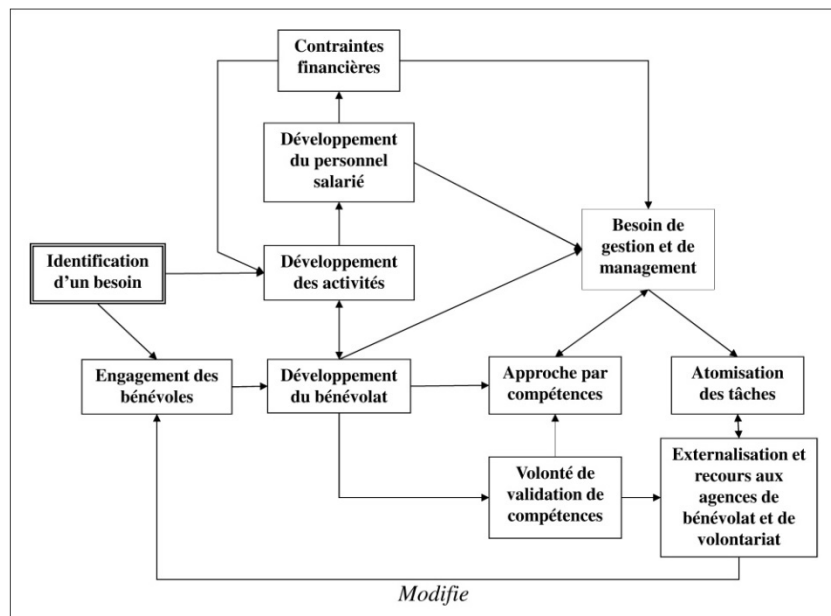 Contraintes
financières
Développement
du personnel
salarié
Besoin de
gestion et de
management
Identification
d'un besoin
Développement
des activités
Engagement des
bénévoles
Développement
du bénévolat
Approche par
compétences
Atomisation
des tâches
Volonté de
validation de
compétences
Externalisation et
recours aux
agences de
bénévolat et de
volontariat
Modifie